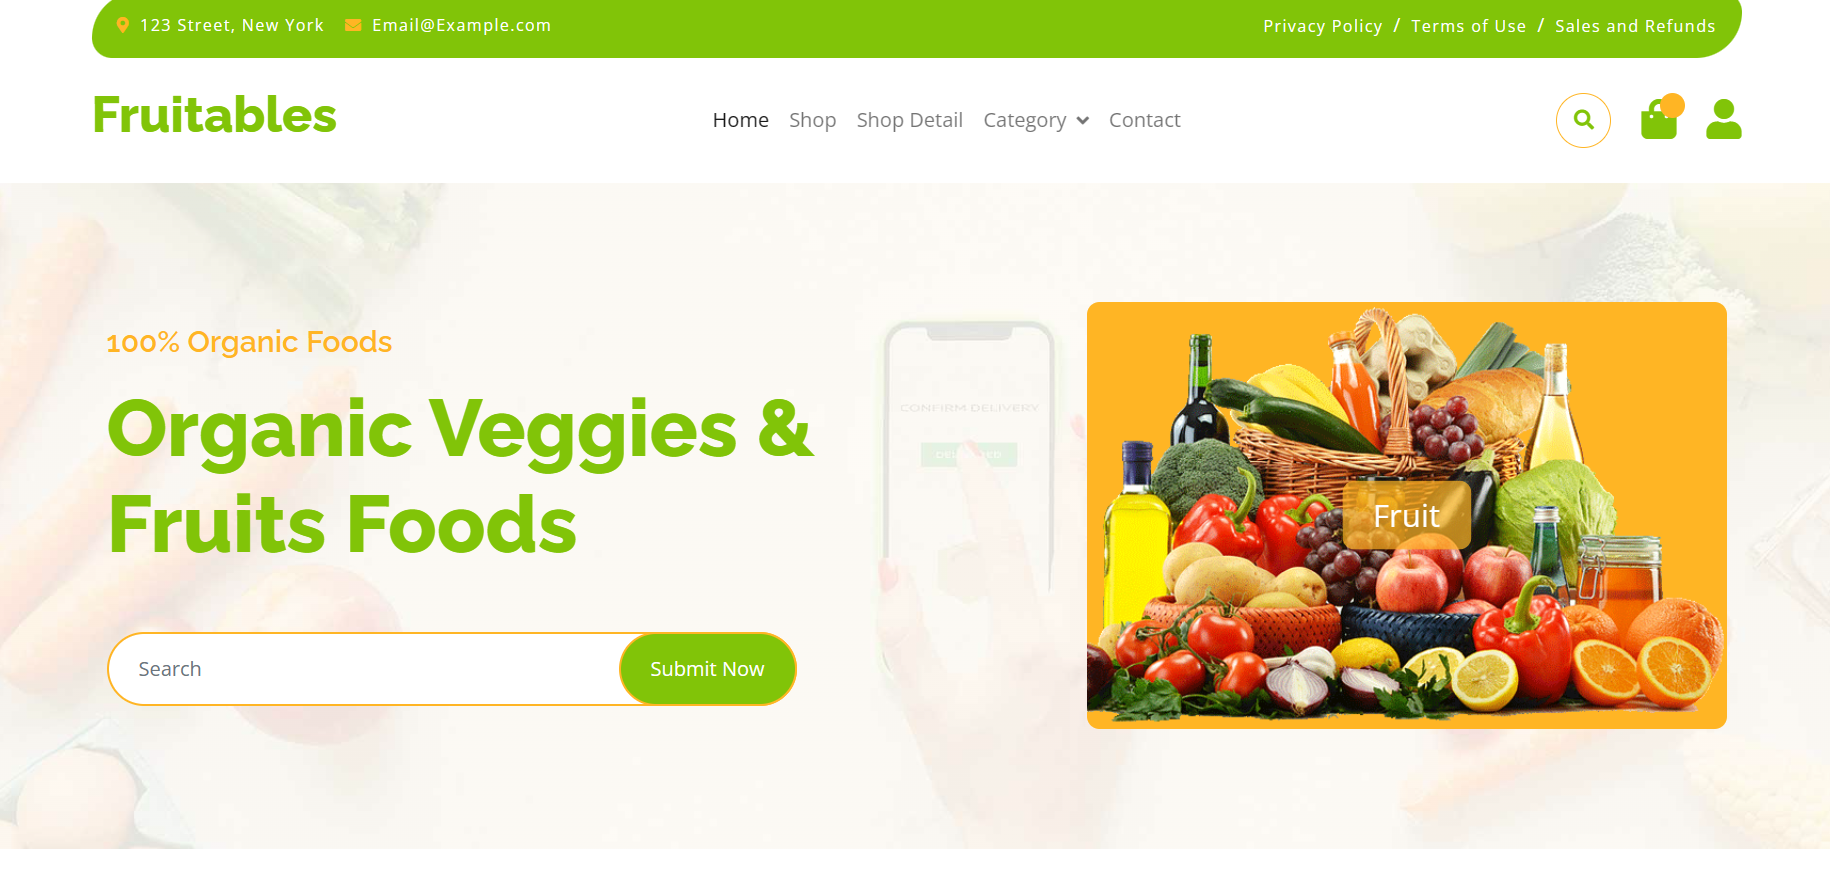 123 Street, New York Email@Example.com Privacy Policy / Terms of Use / Sales and Refunds
Fruitables Home Shop Shop Detail Category Contact
100% Organic Foods
Organic Veggies &
Fruits Foods
Search Submit Now
CONFIRM DELIVERY
Fruit